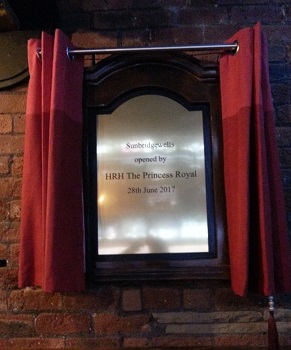 Sunbridgewells
opened by
HRH The Princess Royal
28th June 2017